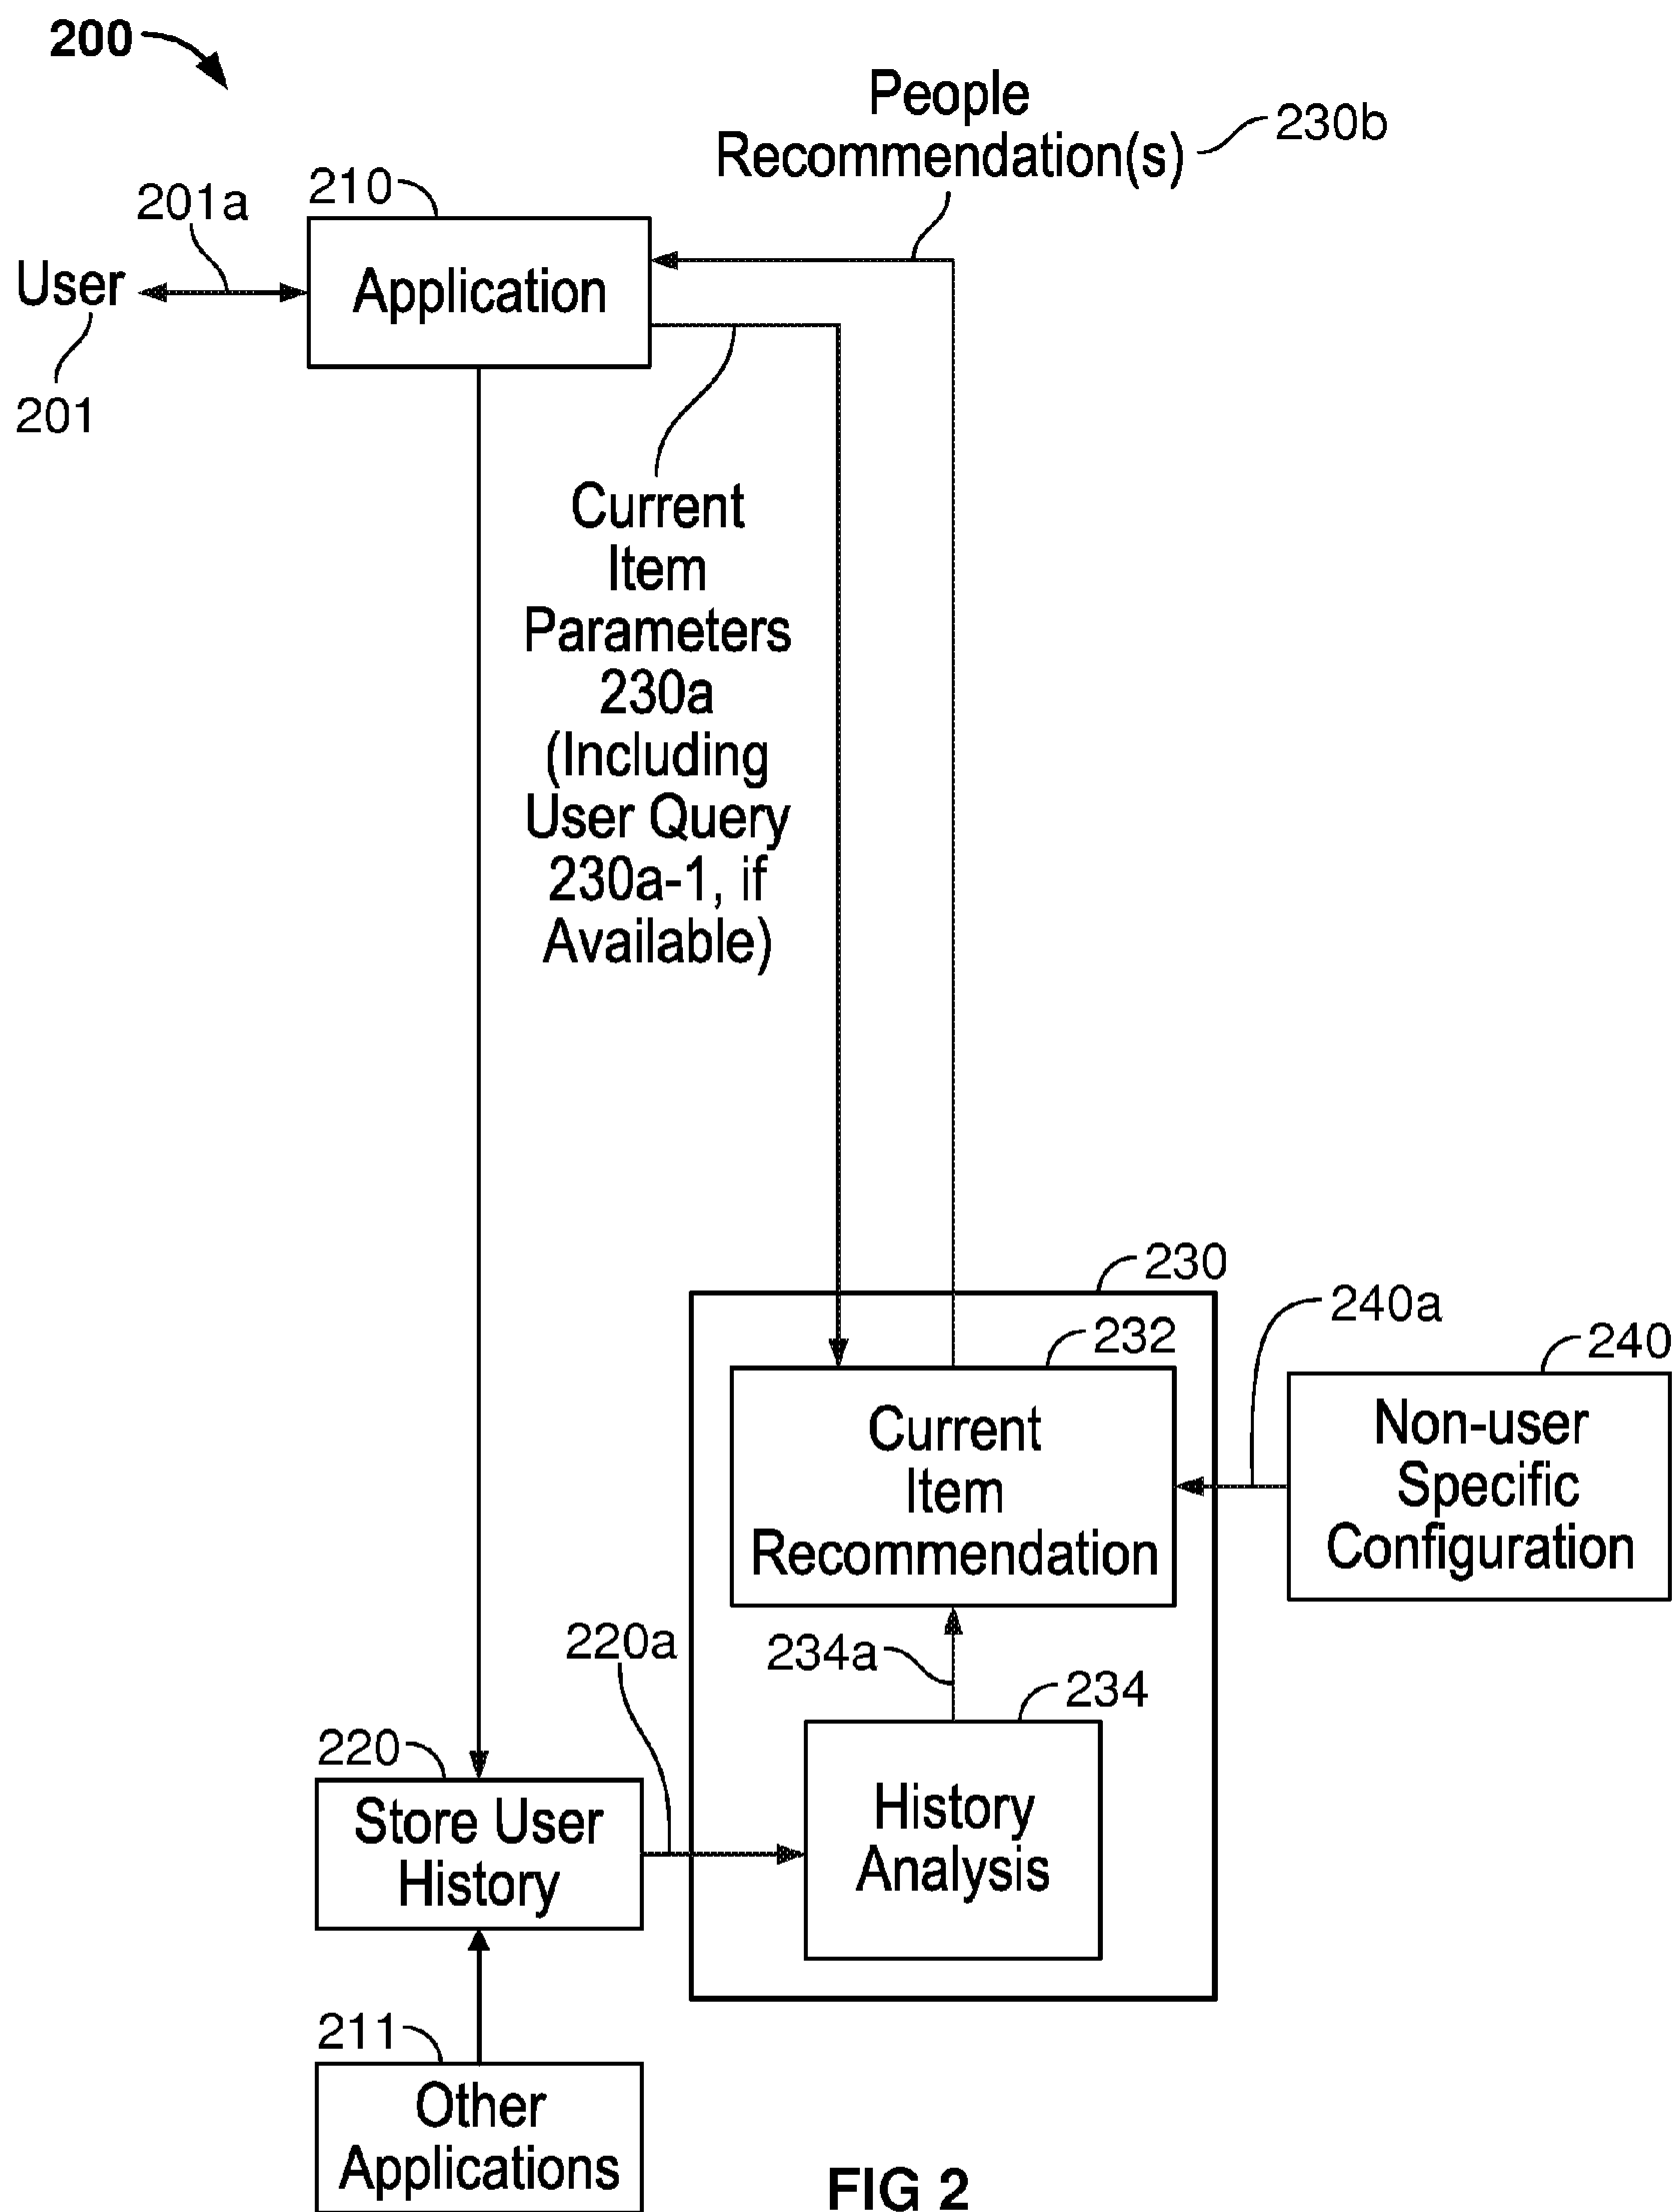 200
People
Recommendation(s)
230b
210
201a
User
Application
201
Current
Item
Parameters
230a
(Including
User Query
230a-1, if
Available)
230
240a
232
240
Current
Item
Recommendation
Non-user
Specific
Configuration
220a
234a
234
220
Store User
History
History
Analysis
211
Other
Applications
FIG 2